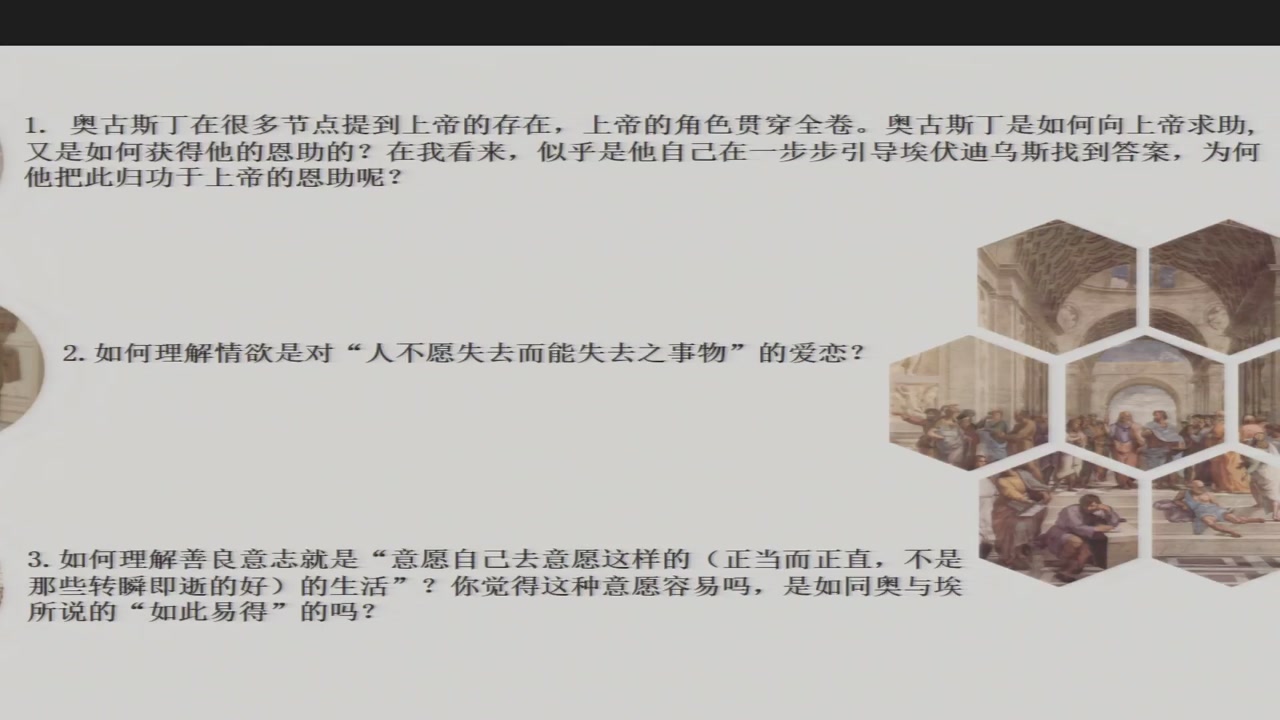 1. 奥古斯丁在很多节点提到上帝的存在，上帝的角色贯穿全卷。奥古斯丁是如何向上帝求助,
又是如何获得他的恩助的？在我看来，似乎是他自己在一步步引导埃伏迪乌斯找到答案，为何
他把此归功于上帝的恩助呢？
2. 如何理解情欲是对“人不愿失去而能失去之事物”的爱恋？
3. 如何理解善良意志就是“意愿自己去意愿这样的（正当而正直，不是
那些转瞬即逝的好）的生活”？你觉得这种意愿容易吗，是如同奥与埃
所说的“如此易得”的吗？